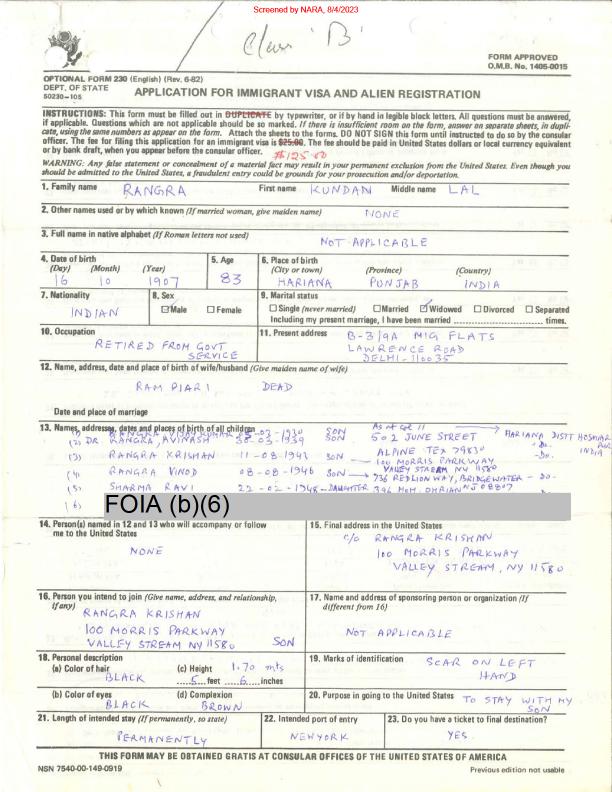 Screened by NARA, 8/4/2023
Class 'B'
FORM APPROVED
O.M.B. No. 1405-0015
OPTIONAL FORM 230 (English) (Rev. 6-82)
DEPT. OF STATE
50230-105
APPLICATION FOR IMMIGRANT VISA AND ALIEN REGISTRATION
INSTRUCTIONS: This form must be filled out in DUPLICATE by typewriter, or if by hand in legible block letters. All questions must be answered,
if applicable. Questions which are not applicable should be so marked. If there is insufficient room on the form, answer on separate sheets, in dupli-
cate, using the same numbers as appear on the form. Attach the sheets to the forms. DO NOT SIGN this form until instructed to do so by the consular
officer. The fee for filing this application for an immigrant visa is $25.00. The fee should be paid in United States dollars or local currency equivalent
or by bank draft, when you appear before the consular officer.
$125.00
WARNING: Any false statement or concealment of a material fact may result in your permanent exclusion from the United States. Even though you
should be admitted to the United States, a fraudulent entry could be grounds for your prosecution and/or deportation.
1. Family name RANGRA First name KUNDAN Middle name LAL
2. Other names used or by which known (If married woman, give maiden name) NONE
3. Full name in native alphabet (If Roman letters not used) NOT APPLICABLE
4. Date of birth 5. Age 6. Place of birth
(Day) (Month) (Year) (City or town) (Province) (Country)
16 10 1907 83 HARIANA PUNJAB INDIA
7. Nationality 8. Sex 9. Marital status
INDIAN Male Female Single (never married) Married Widowed Divorced Separated
Including my present marriage, I have been married times.
10. Occupation 11. Present address B-3/9A MIG FLATS
RETIRED FROM GOVT LAWRENCE ROAD
SERVICE DELHI-110035
12. Name, address, date and place of birth of wife/husband (Give maiden name of wife)
RAM PIARI DEAD
Date and place of marriage
13. Names, addresses, dates and places of birth of all children
(1) RANGRA KUMAR -03-1930 SON As at Col 11 HARIANA DISTT HOSHIARPUR INDIA
(2) DR RANGRA AVINASH 30-03-1939 SON 502 JUNE STREET -Do.
ALPINE TEX 79830
(3) RANGRA KRISHAN 11-08-1943 SON 100 MORRIS PARKWAY -Do.
VALLEY STREAM NY 11580
(4) RANGRA VINOD 08-08-1946 SON 936 REDLION WAY, BRIDGEWATER - Do.
NJ 08807
(5) SHARMA RAVI 22-02-1948 - DAUGHTER 396
(6)
FOIA (b)(6)
14. Person(s) named in 12 and 13 who will accompany or follow
me to the United States
NONE
15. Final address in the United States
C/O RANGRA KRISHAN
100 MORRIS PARKWAY
VALLEY STREAM, NY 11580
16. Person you intend to join (Give name, address, and relationship,
if any)
RANGRA KRISHAN
100 MORRIS PARKWAY
VALLEY STREAM NY 11580 SON
17. Name and address of sponsoring person or organization (If
different from 16)
NOT APPLICABLE
18. Personal description
(a) Color of hair (c) Height 1.70 mts
BLACK 5 feet 6 inches
(b) Color of eyes (d) Complexion
BLACK BROWN
19. Marks of identification SCAR ON LEFT
HAND
20. Purpose in going to the United States TO STAY WITH MY
SON
21. Length of intended stay (If permanently, so state)
PERMANENTLY
22. Intended port of entry
NEWYORK
23. Do you have a ticket to final destination?
YES.
THIS FORM MAY BE OBTAINED GRATIS AT CONSULAR OFFICES OF THE UNITED STATES OF AMERICA
NSN 7540-00-149-0919
Previous edition not usable